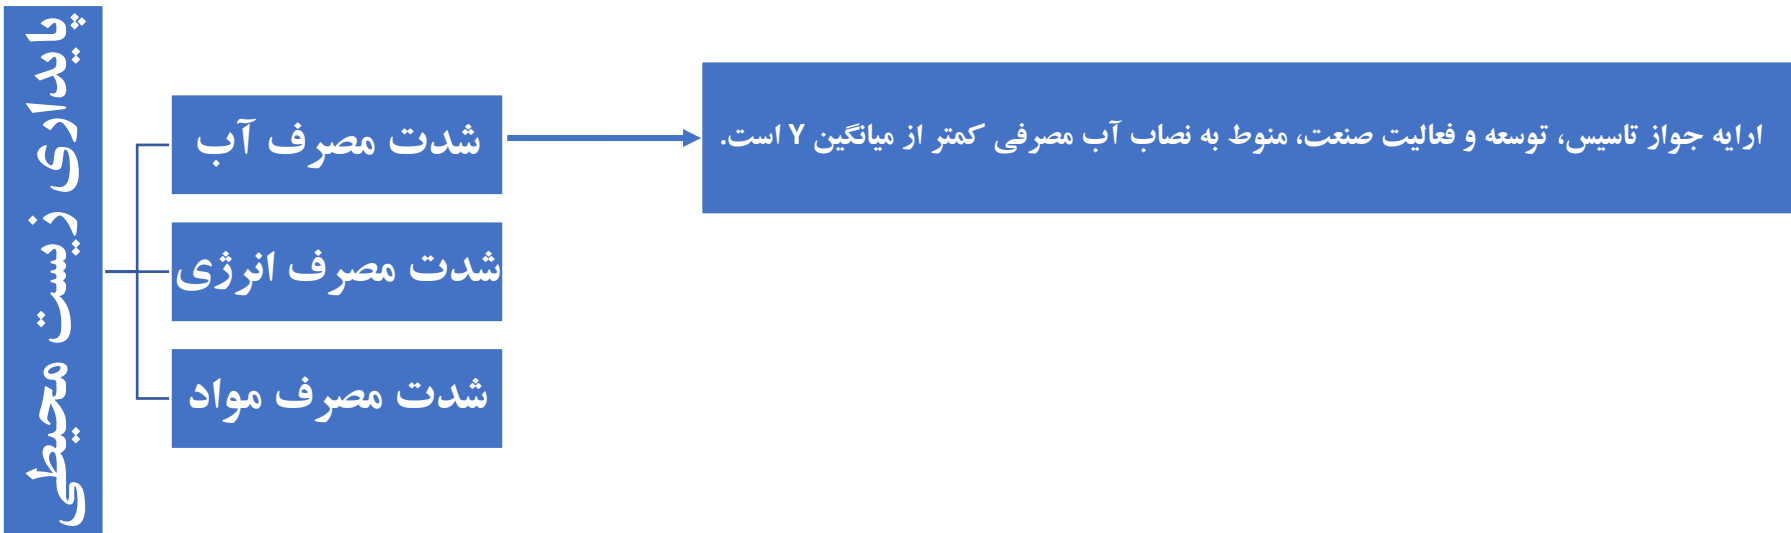 پایداری زیست محیطی
شدت مصرف آب
ارایه جواز تاسیس، توسعه و فعالیت صنعت، منوط به نصاب آب مصرفی کمتر از میانگین Y است.
شدت مصرف انرژی
شدت مصرف مواد